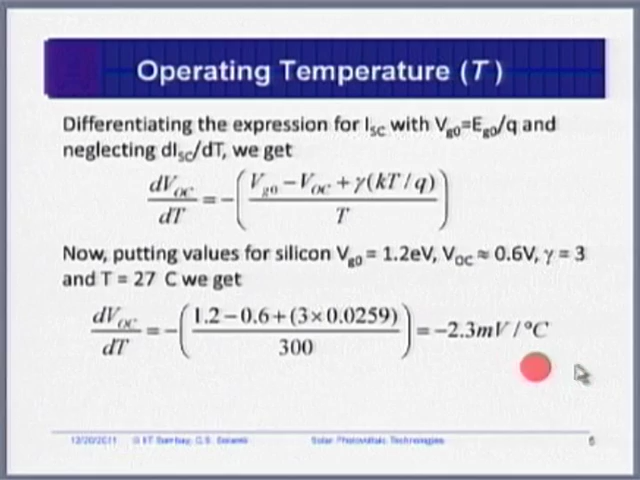 Operating Temperature (T)
Differentiating the expression for I_SC with V_g0=E_g0/q and
neglecting dI_SC/dT, we get
dV_OC/dT = −((V_g0 − V_OC + γ(kT/q))/T)
Now, putting values for silicon V_g0 = 1.2eV, V_OC ≈ 0.6V, γ = 3
and T = 27 C we get
dV_OC/dT = −((1.2−0.6+(3×0.0259))/300) = −2.3mV/°C
12/20/2011 © IIT Bombay, C.S. Solanki Solar Photovoltaic Technologies 6